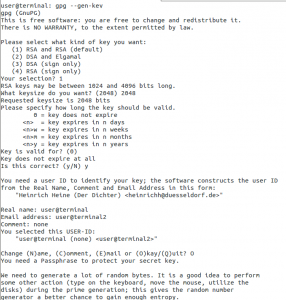 user@terminal: gpg --gen-key
gpg (GnuPG)
This is free software: you are free to change and redistribute it.
There is NO WARRANTY, to the extent permitted by law.

Please select what kind of key you want:
(1) RSA and RSA (default)
(2) DSA and Elgamal
(3) DSA (sign only)
(4) RSA (sign only)
Your selection? 1
RSA keys may be between 1024 and 4096 bits long.
What keysize do you want? (2048) 2048
Requested keysize is 2048 bits
Please specify how long the key should be valid.
0 = key does not expire
<n> = key expires in n days
<n>w = key expires in n weeks
<n>m = key expires in n months
<n>y = key expires in n years
Key is valid for? (0)
Key does not expire at all
Is this correct? (y/N) y

You need a user ID to identify your key; the software constructs the user ID
from the Real Name, Comment and Email Address in this form:
"Heinrich Heine (Der Dichter) <heinrichh@duesseldorf.de>"

Real name: user@terminal
Email address: user@terminal2
Comment: none
You selected this USER-ID:
"user@terminal (none) <user@terminal2>"

Change (N)ame, (C)omment, (E)mail or (O)kay/(Q)uit? O
You need a Passphrase to protect your secret key.

We need to generate a lot of random bytes. It is a good idea to perform
some other action (type on the keyboard, move the mouse, utilize the
disks) during the prime generation; this gives the random number
generator a better chance to gain enough entropy.